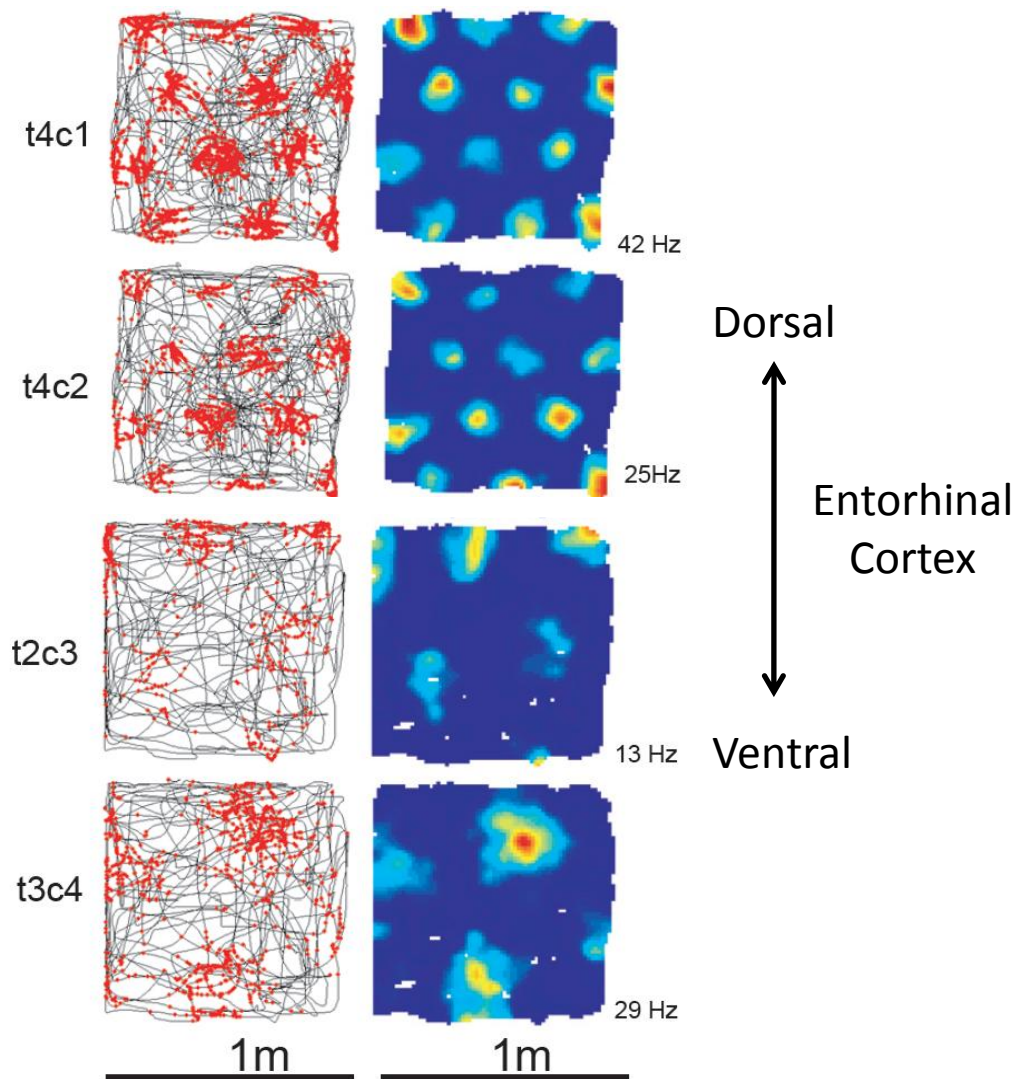 t4c1
42 Hz
t4c2
25Hz
Dorsal
Entorhinal
Cortex
t2c3
13 Hz
Ventral
t3c4
29 Hz
1m
1m